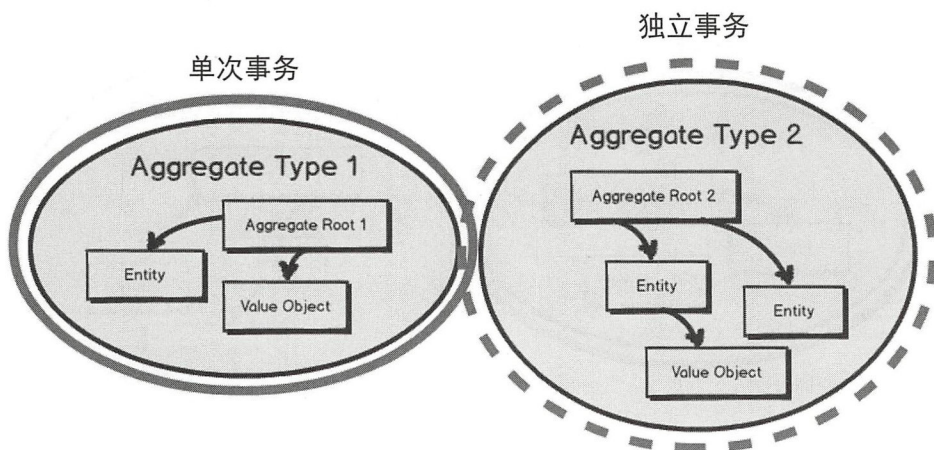 单次事务
Aggregate Type 1
Aggregate Root 1
Entity
Value Object
独立事务
Aggregate Type 2
Aggregate Root 2
Entity
Entity
Value Object